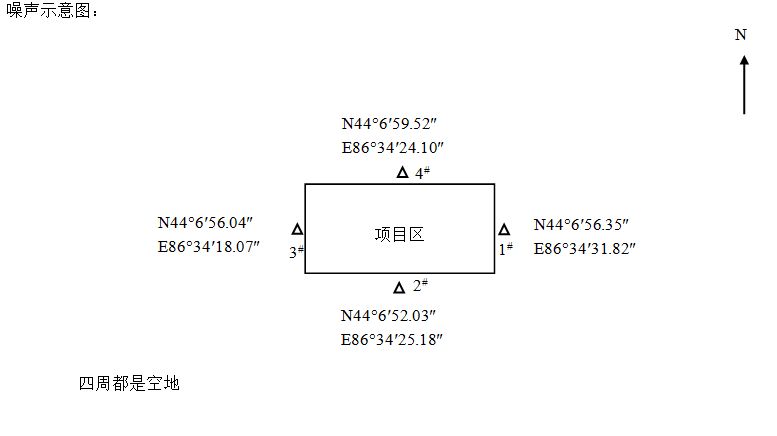 噪声示意图：
N
N44°6′59.52″
E86°34′24.10″
4#
N44°6′56.04″
E86°34′18.07″
3#
项目区
N44°6′56.35″
E86°34′31.82″
1#
2#
N44°6′52.03″
E86°34′25.18″
四周都是空地